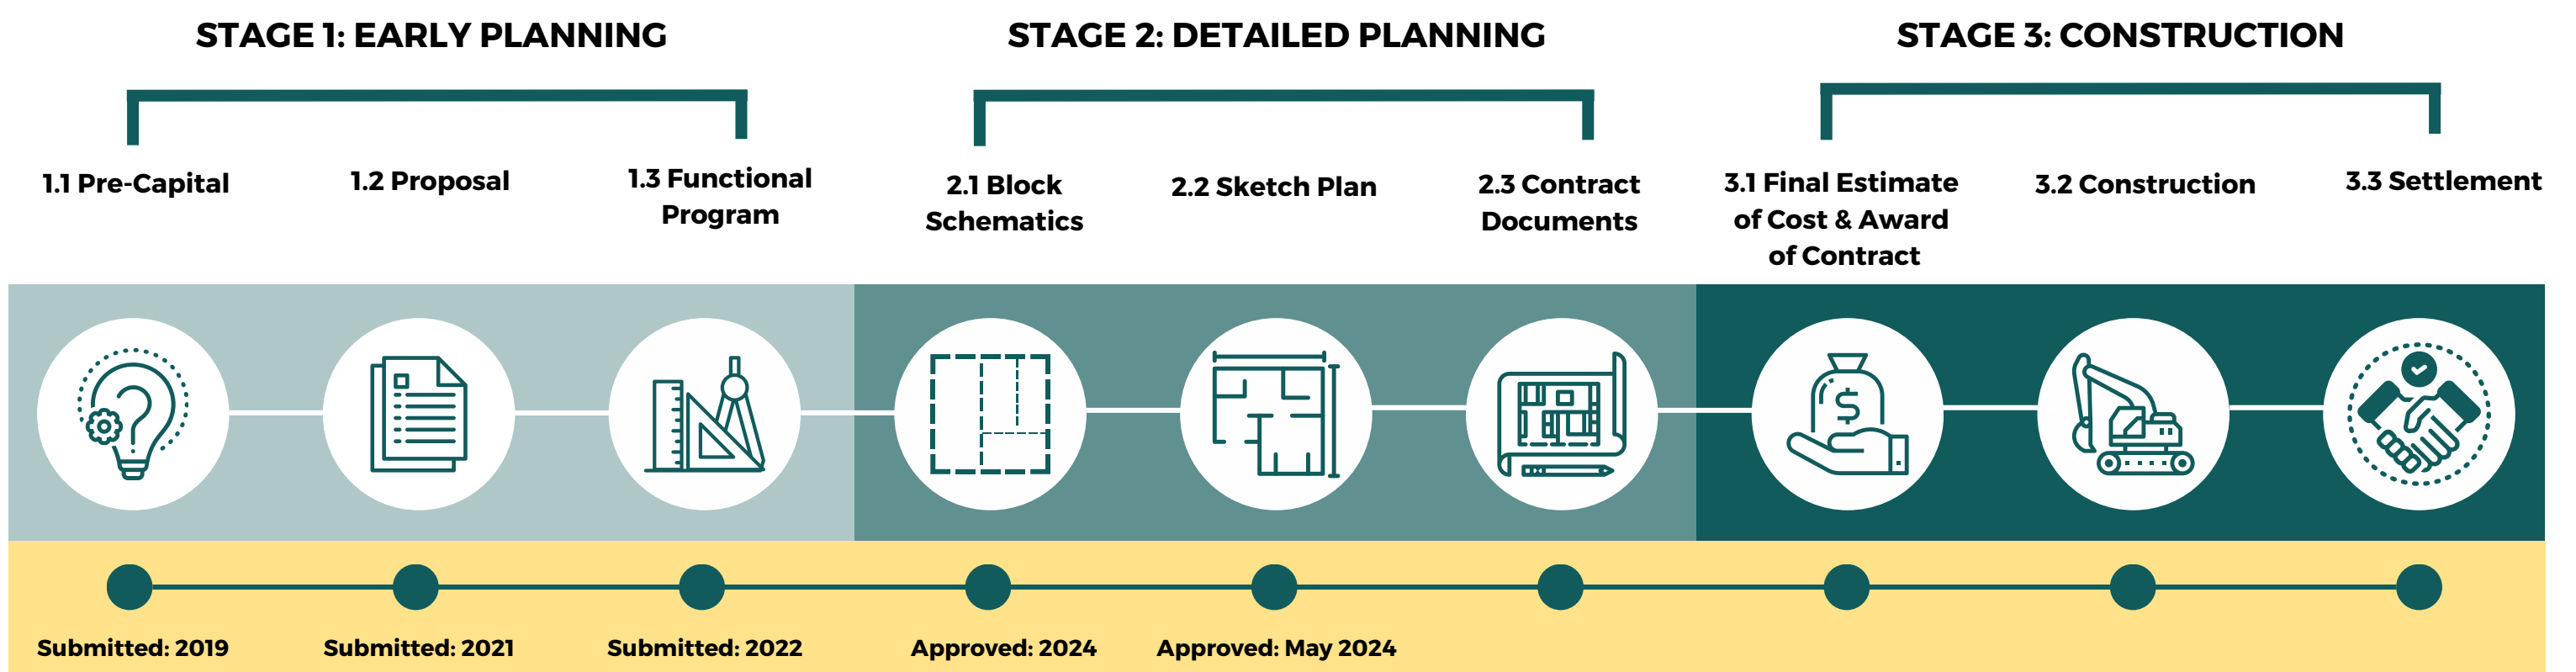 STAGE 1: EARLY PLANNING
STAGE 2: DETAILED PLANNING
STAGE 3: CONSTRUCTION
1.1 Pre-Capital
1.2 Proposal
1.3 Functional
Program
2.1 Block
Schematics
2.2 Sketch Plan
2.3 Contract
Documents
3.1 Final Estimate
of Cost & Award
of Contract
3.2 Construction
3.3 Settlement
$
Submitted: 2019
Submitted: 2021
Submitted: 2022
Approved: 2024
Approved: May 2024